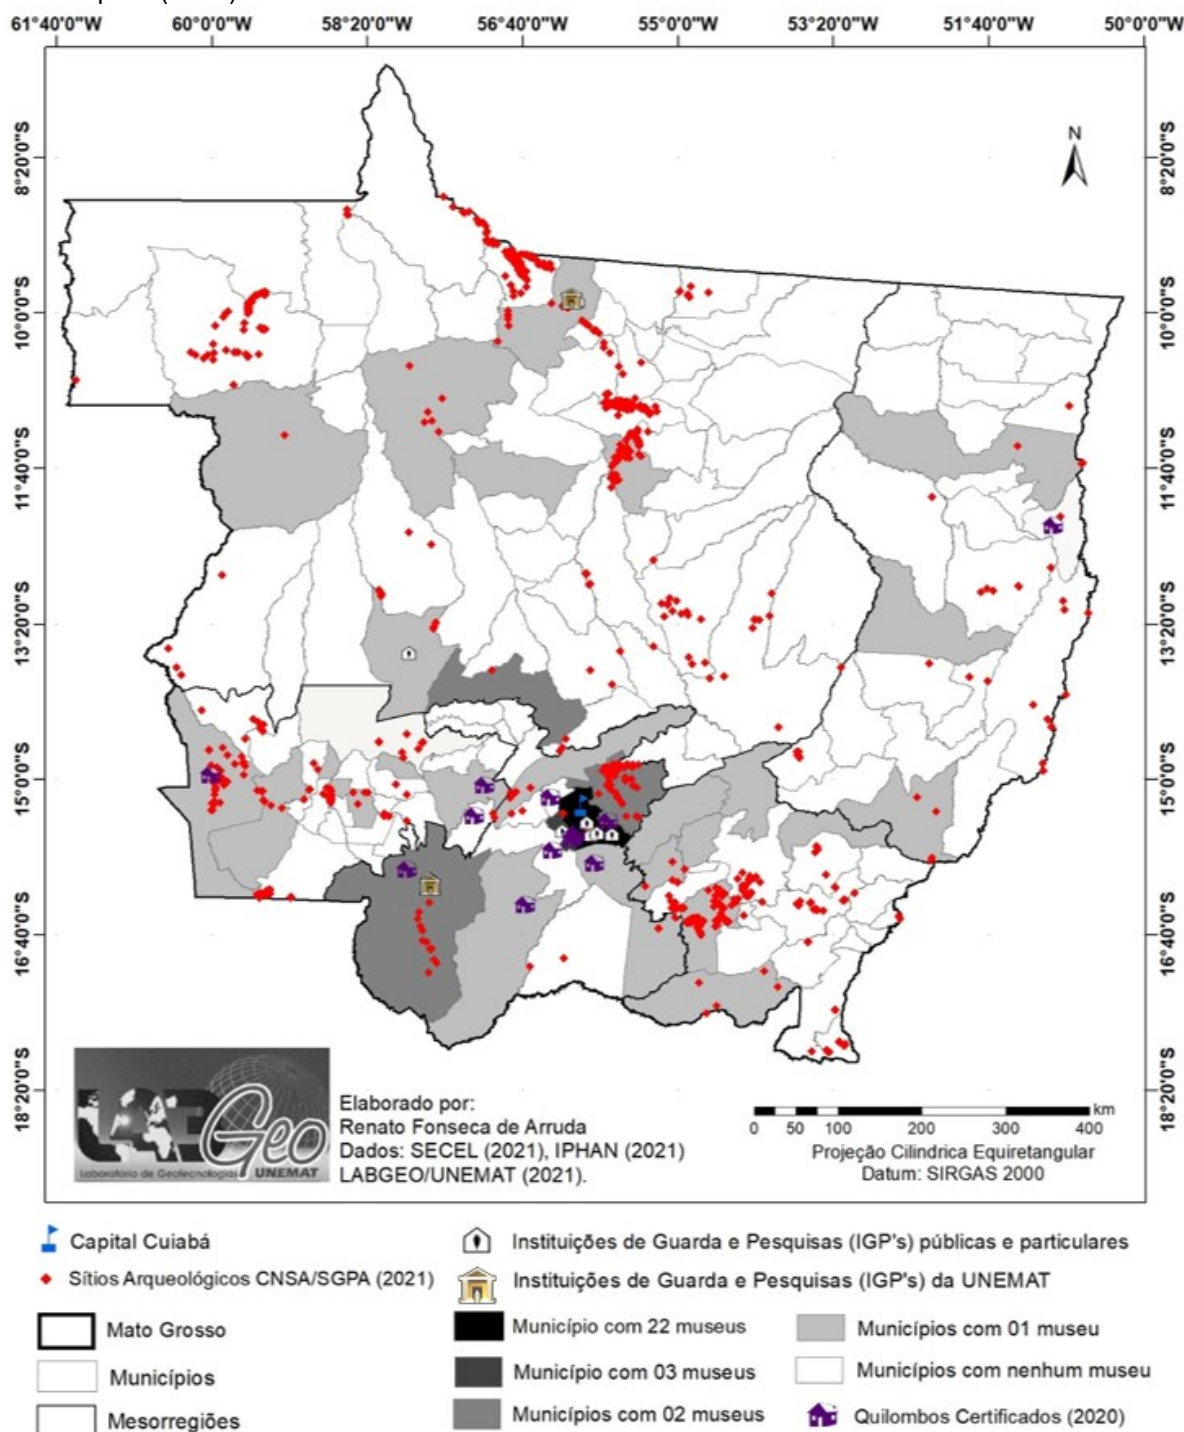 61°40'0"W 60°0'0"W 58°20'0"W 56°40'0"W 55°0'0"W 53°20'0"W 51°40'0"W 50°0'0"W
N
8°20'0"S 8°20'0"S
10°0'0"S 10°0'0"S
11°40'0"S 11°40'0"S
13°20'0"S 13°20'0"S
15°0'0"S 15°0'0"S
16°40'0"S 16°40'0"S
18°20'0"S 18°20'0"S
LABGeo
Laboratório de Geotecnologias UNEMAT
Elaborado por:
Renato Fonseca de Arruda
Dados: SECEL (2021), IPHAN (2021)
LABGEO/UNEMAT (2021).
km
0 50 100 200 300 400
Projeção Cilindrica Equiretangular
Datum: SIRGAS 2000
Capital Cuiabá
Instituições de Guarda e Pesquisas (IGP's) públicas e particulares
Sítios Arqueológicos CNSA/SGPA (2021)
Instituições de Guarda e Pesquisas (IGP's) da UNEMAT
Mato Grosso
Município com 22 museus
Municípios com 01 museu
Municípios
Município com 03 museus
Municípios com nenhum museu
Mesorregiões
Municípios com 02 museus
Quilombos Certificados (2020)